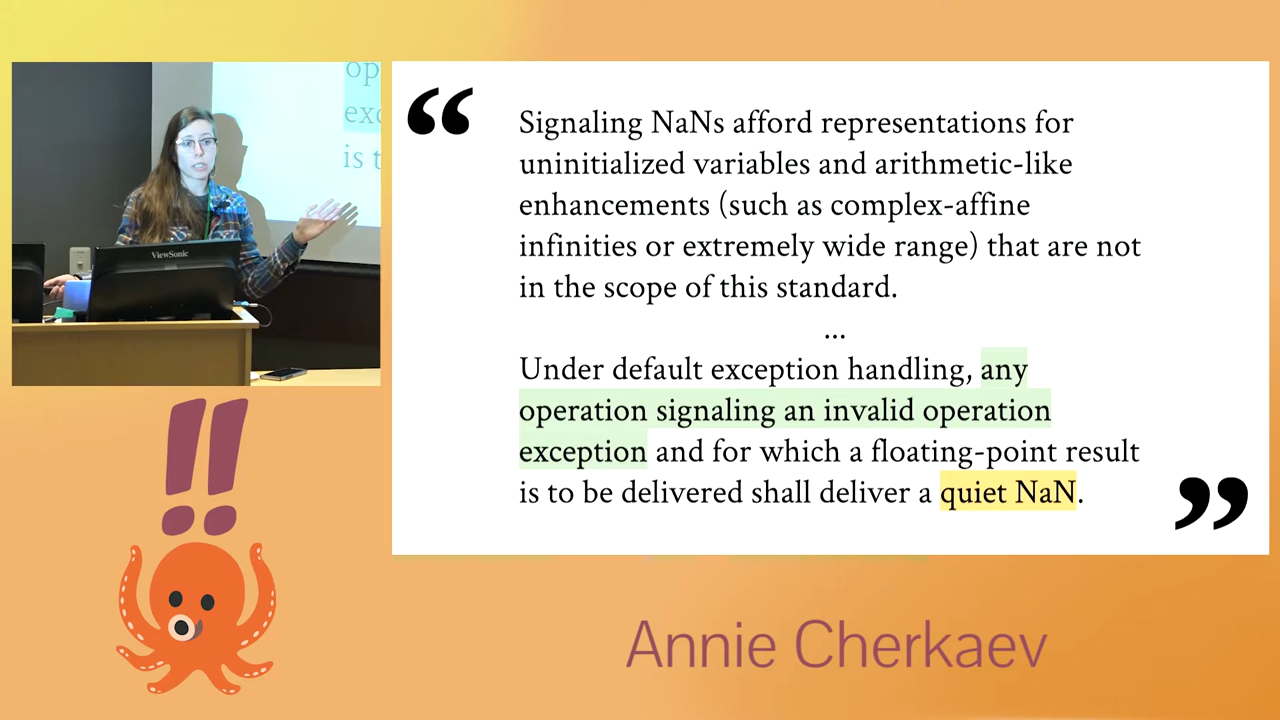 op
exc
is t
ViewSonic
“
Signaling NaNs afford representations for
uninitialized variables and arithmetic-like
enhancements (such as complex-affine
infinities or extremely wide range) that are not
in the scope of this standard.
...
Under default exception handling, any
operation signaling an invalid operation
exception and for which a floating-point result
is to be delivered shall deliver a quiet NaN.
”
!!
Annie Cherkaev